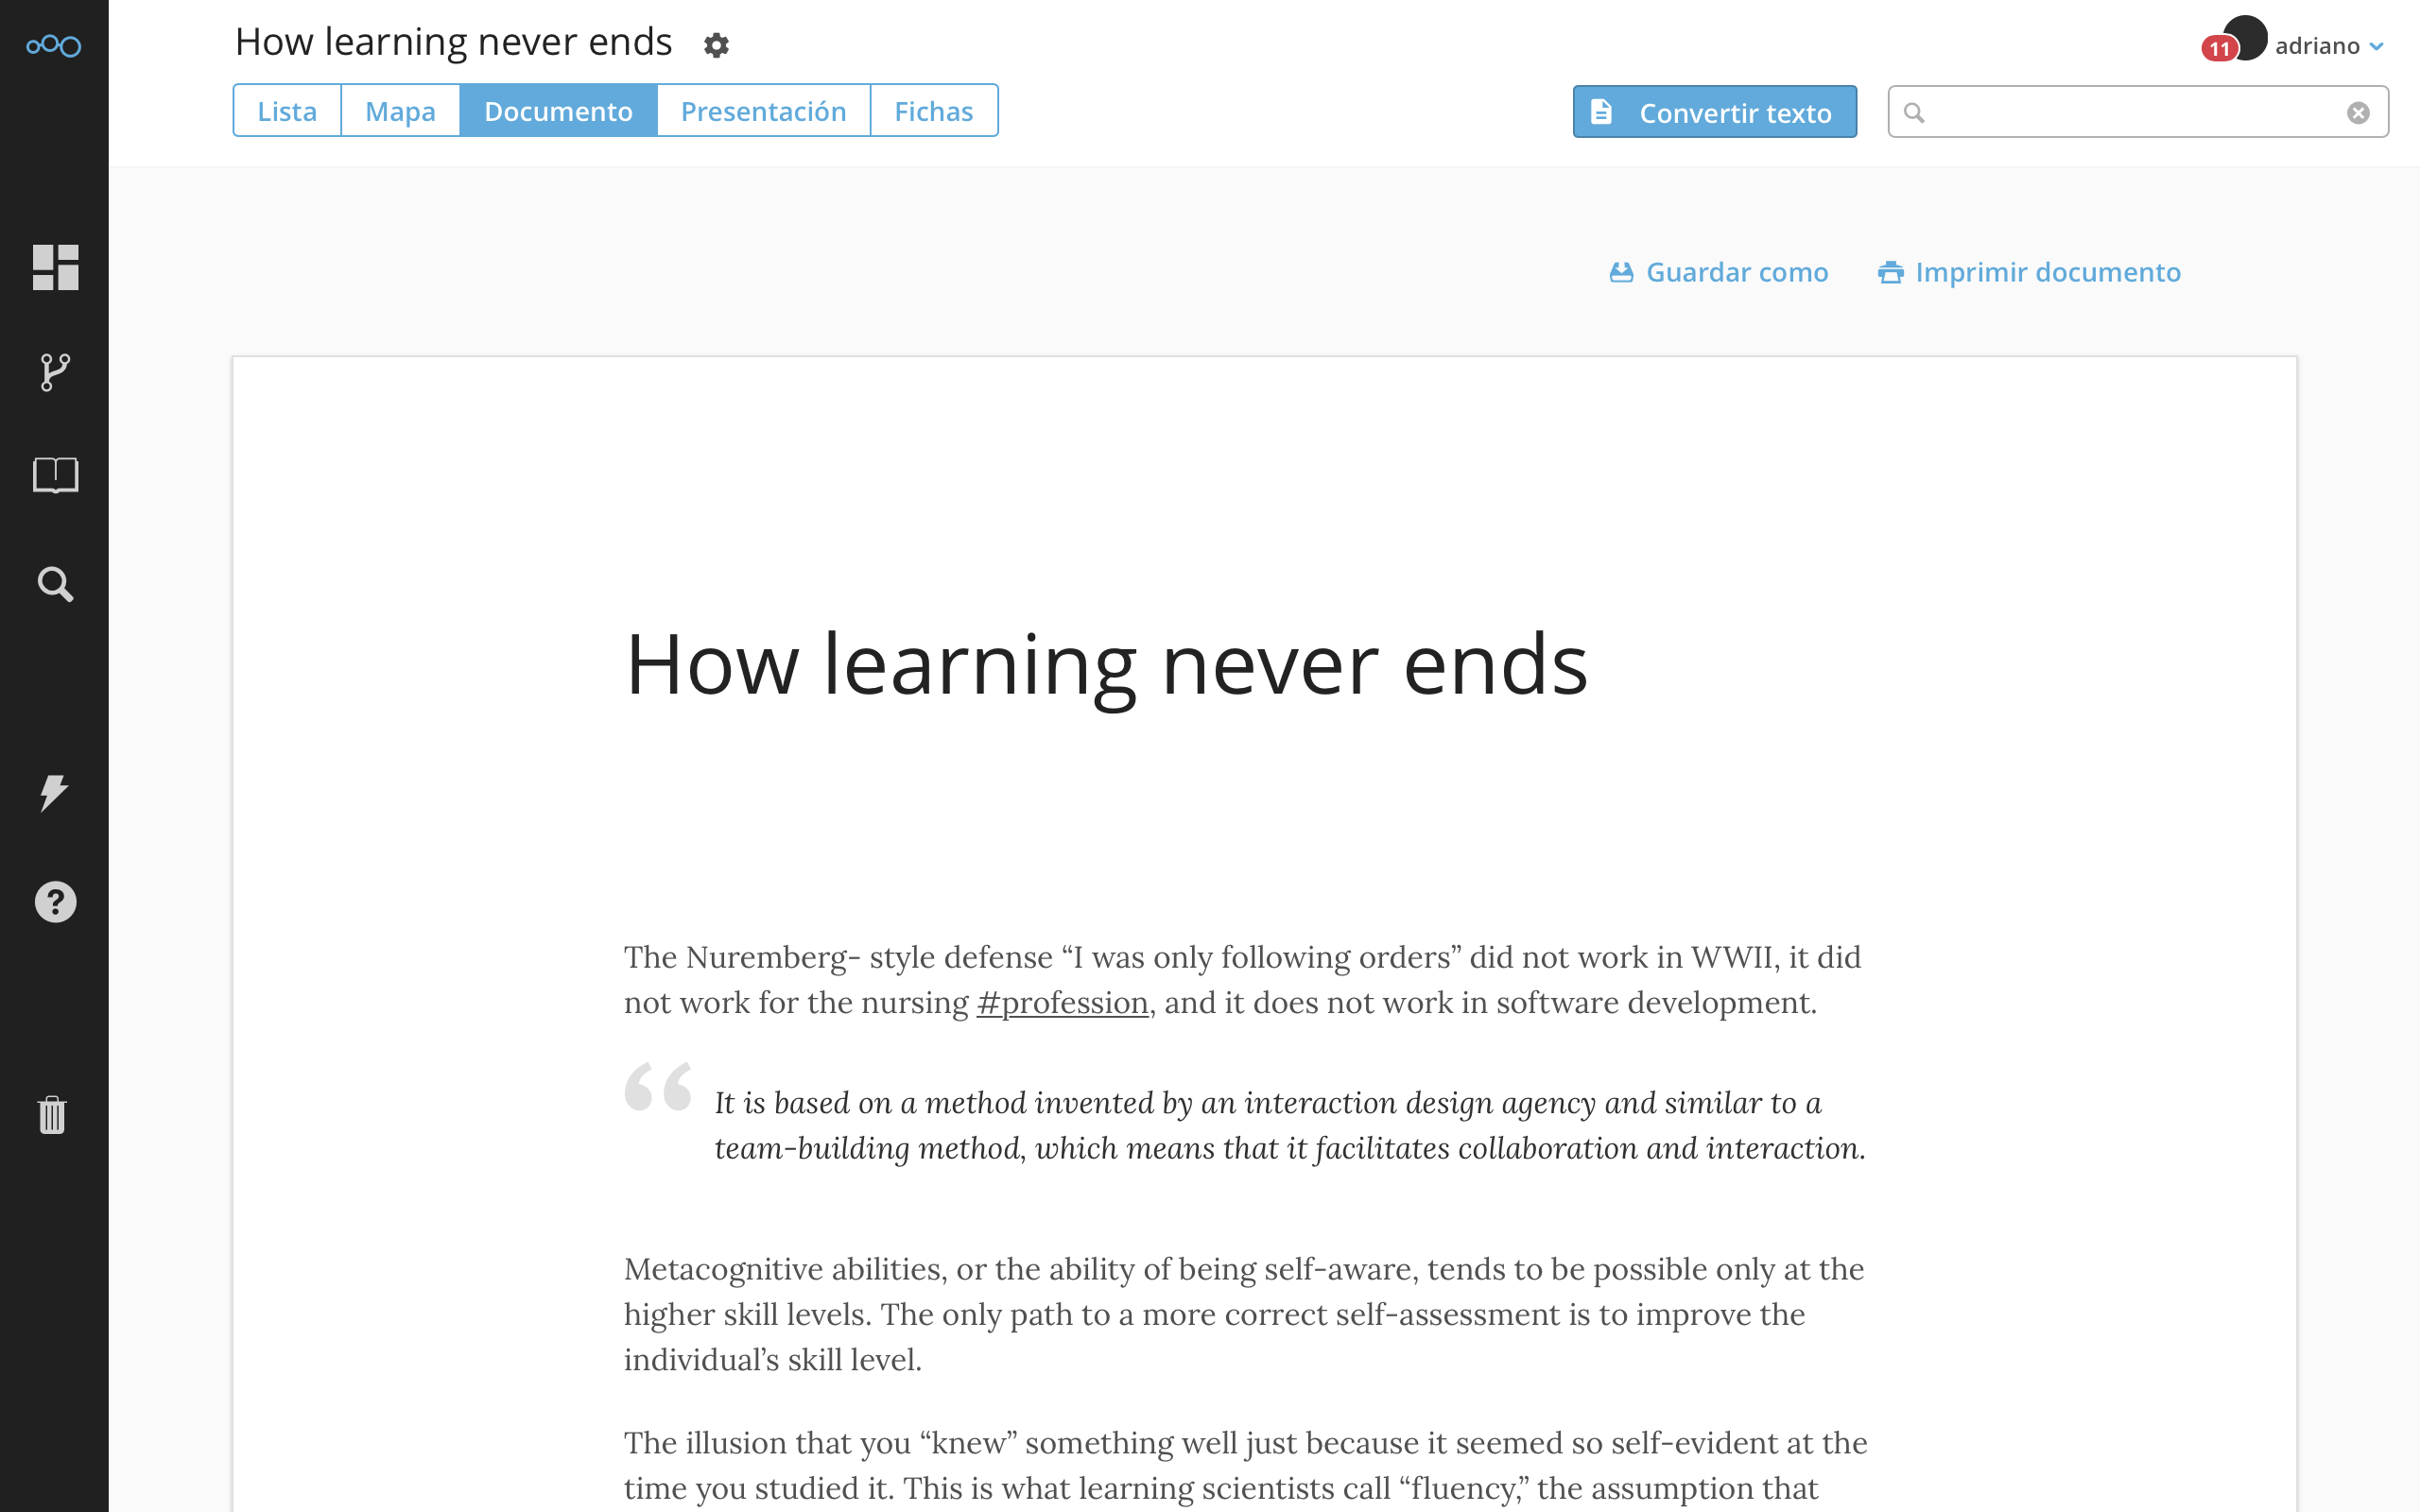 How learning never ends
11 adriano
Lista Mapa Documento Presentación Fichas
Convertir texto
Guardar como Imprimir documento
How learning never ends
The Nuremberg- style defense “I was only following orders” did not work in WWII, it did
not work for the nursing #profession, and it does not work in software development.
It is based on a method invented by an interaction design agency and similar to a
team-building method, which means that it facilitates collaboration and interaction.
Metacognitive abilities, or the ability of being self-aware, tends to be possible only at the
higher skill levels. The only path to a more correct self-assessment is to improve the
individual’s skill level.
The illusion that you “knew” something well just because it seemed so self-evident at the
time you studied it. This is what learning scientists call “fluency,” the assumption that